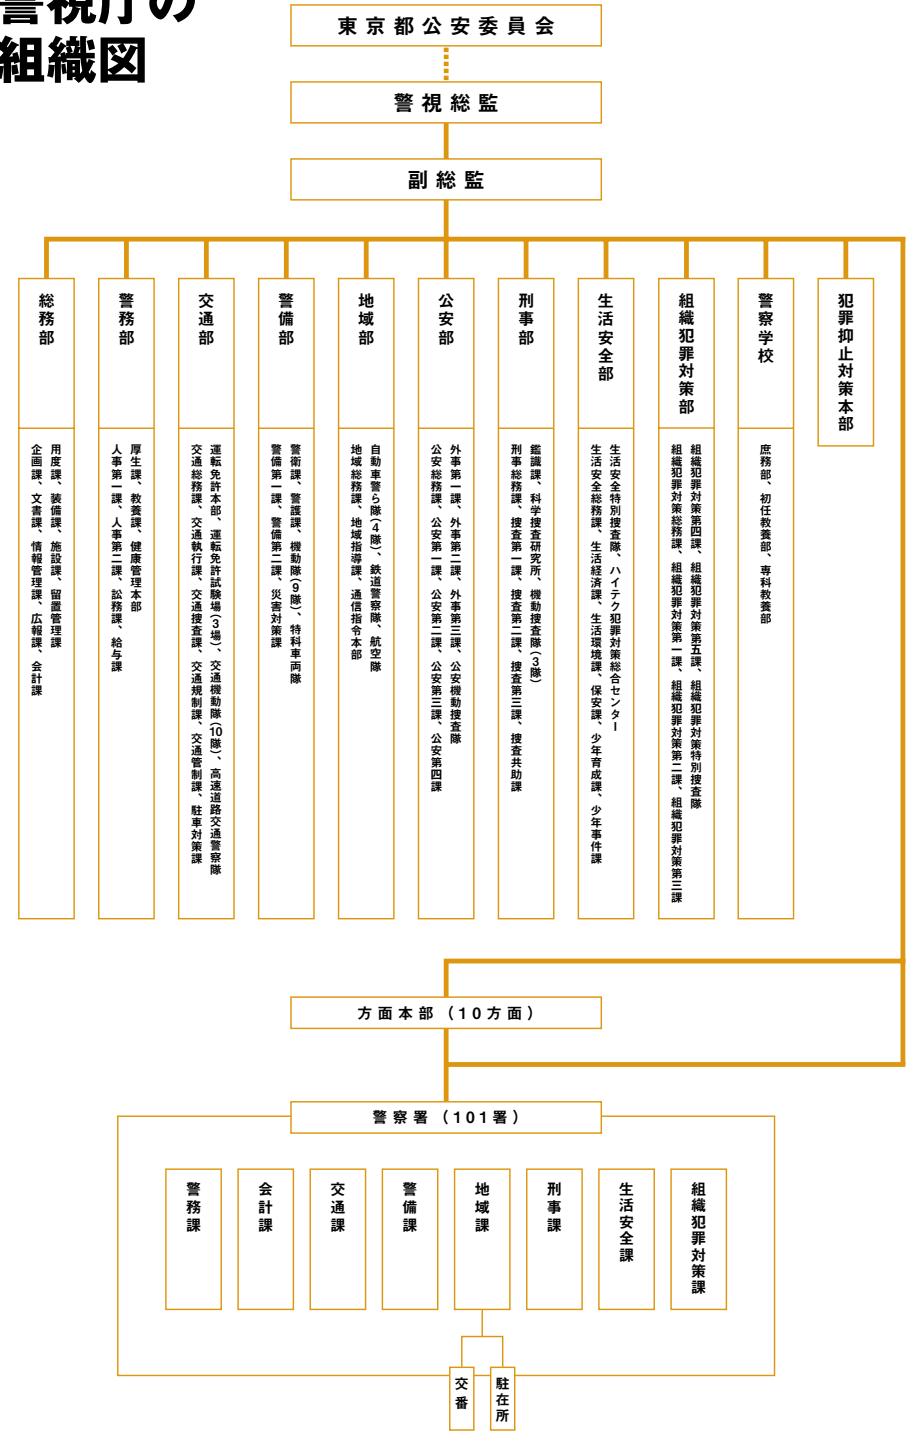 警視庁の
組織図
東京都公安委員会
警視総監
副総監
総務部
企画課、文書課、情報管理課、広報課、会計課
用度課、装備課、施設課、留置管理課
警務部
人事第一課、人事第二課、訟務課、給与課
厚生課、教養課、健康管理本部
交通部
交通総務課、交通執行課、交通捜査課、交通規制課、交通管制課、駐車対策課
運転免許本部、運転免許試験場(3場)、交通機動隊(10隊)、高速道路交通警察隊
警備部
警備第一課、警備第二課、災害対策課
警衛課、警護課、機動隊(9隊)、特科車両隊
地域部
地域総務課、地域指導課、通信指令本部
自動車警ら隊(4隊)、鉄道警察隊、航空隊
公安部
公安総務課、公安第一課、公安第二課、公安第三課、公安第四課
外事第一課、外事第二課、外事第三課、公安機動捜査隊
刑事部
刑事総務課、捜査第一課、捜査第二課、捜査第三課、捜査共助課
鑑識課、科学捜査研究所、機動捜査隊(3隊)
生活安全部
生活安全総務課、生活経済課、生活環境課、保安課、少年育成課、少年事件課
生活安全特別捜査隊、ハイテク犯罪対策総合センター
組織犯罪対策部
組織犯罪対策総務課、組織犯罪対策第一課、組織犯罪対策第二課、組織犯罪対策第三課
組織犯罪対策第四課、組織犯罪対策第五課、組織犯罪対策特別捜査隊
警察学校
庶務部、初任教養部、専科教養部
犯罪抑止対策本部
方面本部(10方面)
警察署(101署)
警務課
会計課
交通課
警備課
地域課
刑事課
生活安全課
組織犯罪対策課
交番
駐在所